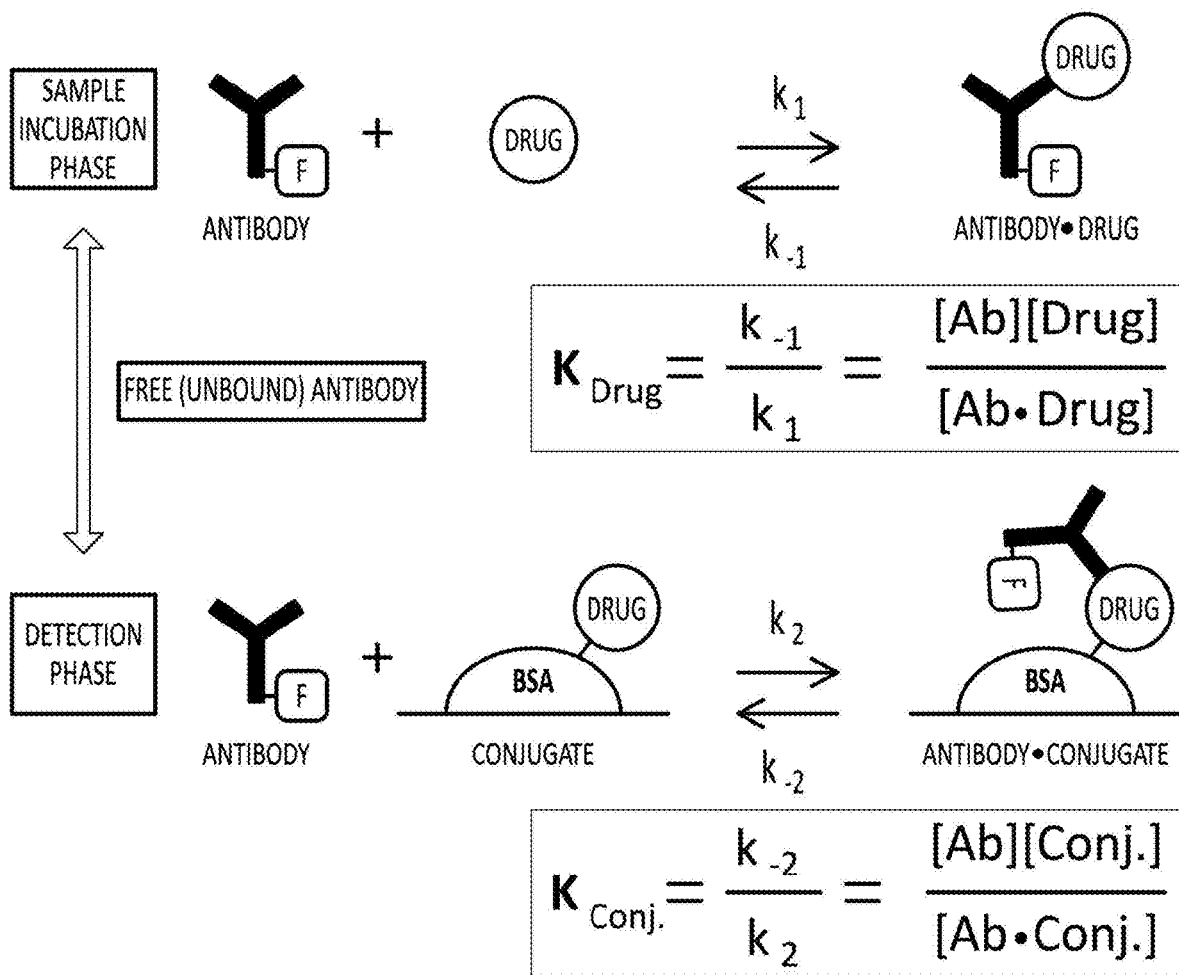 SAMPLE
INCUBATION
PHASE
F
ANTIBODY
+
DRUG
k 1
k -1
DRUG
F
ANTIBODY•DRUG
FREE (UNBOUND) ANTIBODY
K Drug = k -1 / k 1 = [Ab][Drug] / [Ab•Drug]
DETECTION
PHASE
F
ANTIBODY
+
DRUG
BSA
CONJUGATE
k 2
k -2
F
DRUG
BSA
ANTIBODY•CONJUGATE
K Conj. = k -2 / k 2 = [Ab][Conj.] / [Ab•Conj.]